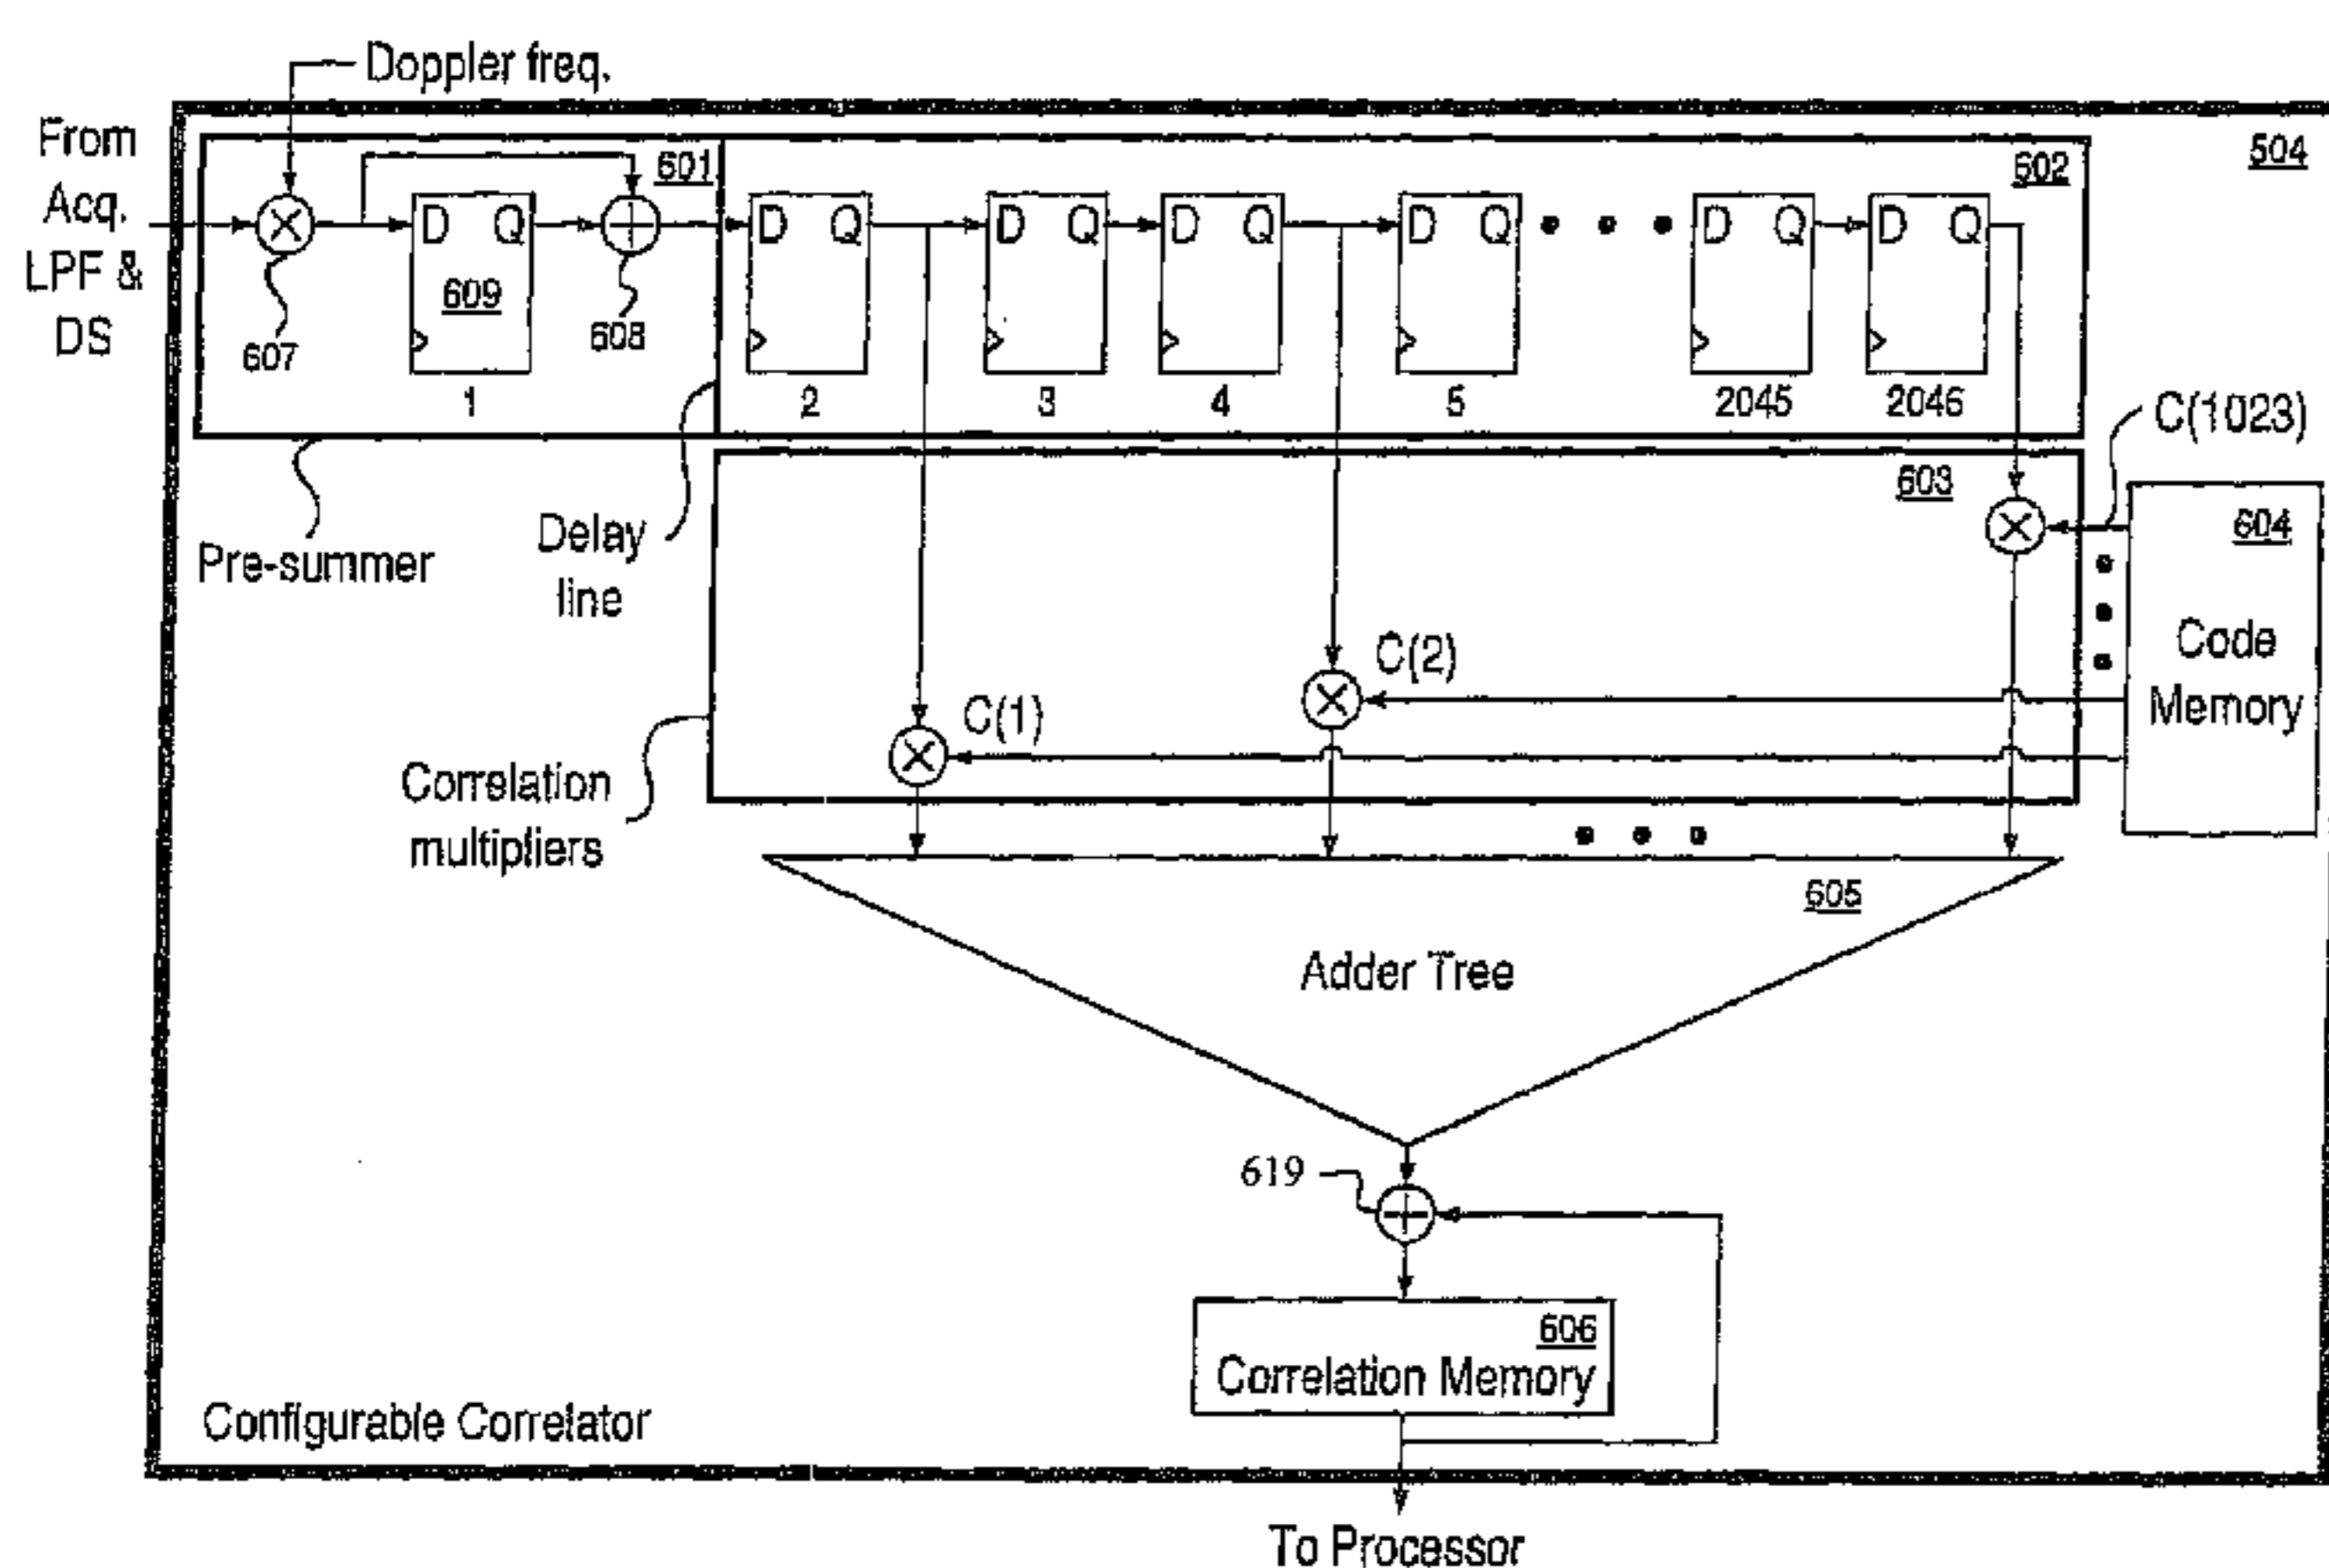 Doppler freq.
From
Acq.
LPF &
DS
504
601
602
D Q
D Q
D Q
D Q
D Q
D Q
D Q
609
607
608
1
2
3
4
5
2045
2046
C(1023)
Pre-summer
Delay
line
603
604
Code
Memory
C(2)
C(1)
Correlation
multipliers
605
Adder Tree
619
606
Correlation Memory
Configurable Correlator
To Processor